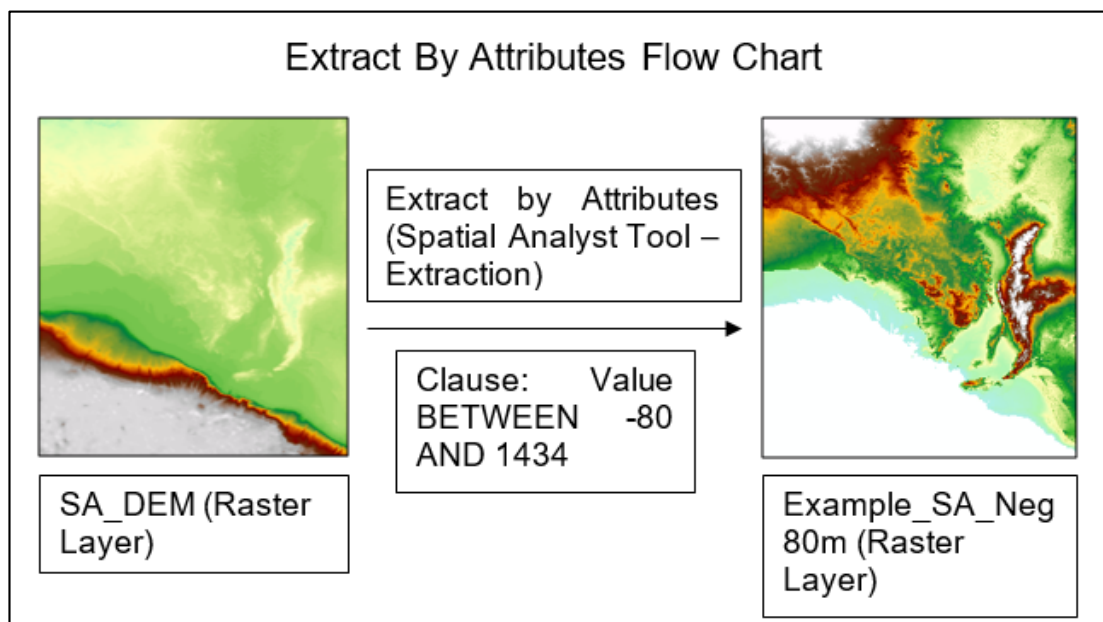 Extract By Attributes Flow Chart
Extract by Attributes
(Spatial Analyst Tool –
Extraction)
Clause: Value
BETWEEN -80
AND 1434
SA_DEM (Raster
Layer)
Example_SA_Neg
80m (Raster
Layer)